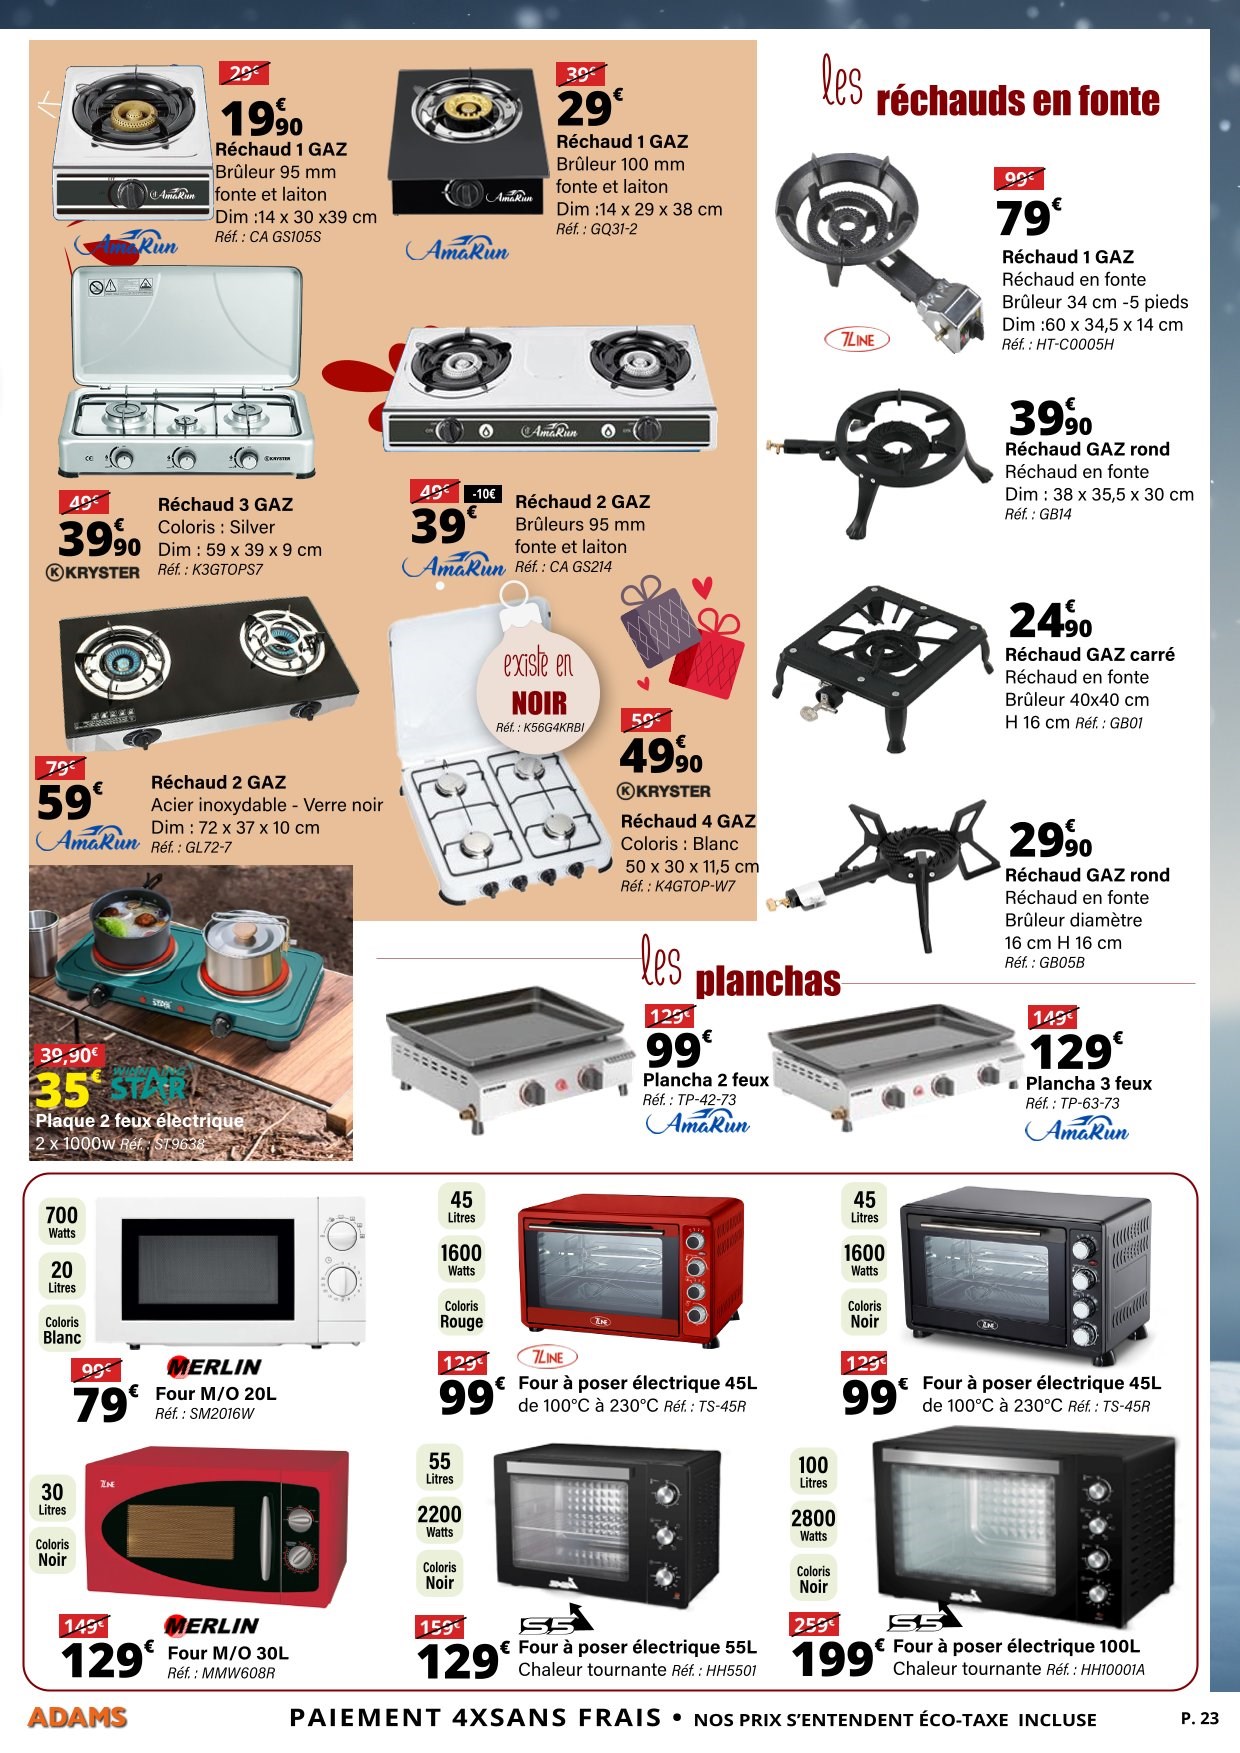 29€
19€90
Réchaud 1 GAZ
Brûleur 95 mm
fonte et laiton
Dim :14 x 30 x39 cm
Réf. : CA GS105S
AmaRun
AmaRun
39€
29€
Réchaud 1 GAZ
Brûleur 100 mm
fonte et laiton
Dim :14 x 29 x 38 cm
Réf. : GQ31-2
AmaRun
AmaRun
les réchauds en fonte
99€
79€
Réchaud 1 GAZ
Réchaud en fonte
Brûleur 34 cm -5 pieds
Dim :60 x 34,5 x 14 cm
Réf. : HT-C0005H
7LINE
KRYSTER
49€
39€90
KRYSTER
Réchaud 3 GAZ
Coloris : Silver
Dim : 59 x 39 x 9 cm
Réf. : K3GTOPS7
AmaRun
49€
-10€
39€
AmaRun
Réchaud 2 GAZ
Brûleurs 95 mm
fonte et laiton
Réf. : CA GS214
39€90
Réchaud GAZ rond
Réchaud en fonte
Dim : 38 x 35,5 x 30 cm
Réf. : GB14
existe en
NOIR
Réf. : K56G4KRBI
79€
59€
AmaRun
Réchaud 2 GAZ
Acier inoxydable - Verre noir
Dim : 72 x 37 x 10 cm
Réf. : GL72-7
59€
49€90
KRYSTER
Réchaud 4 GAZ
Coloris : Blanc
50 x 30 x 11,5 cm
Réf. : K4GTOP-W7
24€90
Réchaud GAZ carré
Réchaud en fonte
Brûleur 40x40 cm
H 16 cm Réf. : GB01
29€90
Réchaud GAZ rond
Réchaud en fonte
Brûleur diamètre
16 cm H 16 cm
Réf. : GB05B
39,90€
35€
WINNING STAR
Plaque 2 feux électrique
2 x 1000w Réf. : ST9638
les planchas
129€
99€
Plancha 2 feux
Réf. : TP-42-73
AmaRun
149€
129€
Plancha 3 feux
Réf. : TP-63-73
AmaRun
700
Watts
20
Litres
Coloris
Blanc
99€
79€
MERLIN
Four M/O 20L
Réf. : SM2016W
45
Litres
1600
Watts
Coloris
Rouge
7LINE
129€
99€
7LINE
Four à poser électrique 45L
de 100°C à 230°C Réf. : TS-45R
45
Litres
1600
Watts
Coloris
Noir
7LINE
129€
99€
Four à poser électrique 45L
de 100°C à 230°C Réf. : TS-45R
30
Litres
Coloris
Noir
7LINE
149€
129€
MERLIN
Four M/O 30L
Réf. : MMW608R
55
Litres
2200
Watts
Coloris
Noir
159€
129€
S5
Four à poser électrique 55L
Chaleur tournante Réf. : HH5501
100
Litres
2800
Watts
Coloris
Noir
259€
199€
S5
Four à poser électrique 100L
Chaleur tournante Réf. : HH10001A
ADAMS
PAIEMENT 4XSANS FRAIS • NOS PRIX S'ENTENDENT ÉCO-TAXE INCLUSE
P. 23